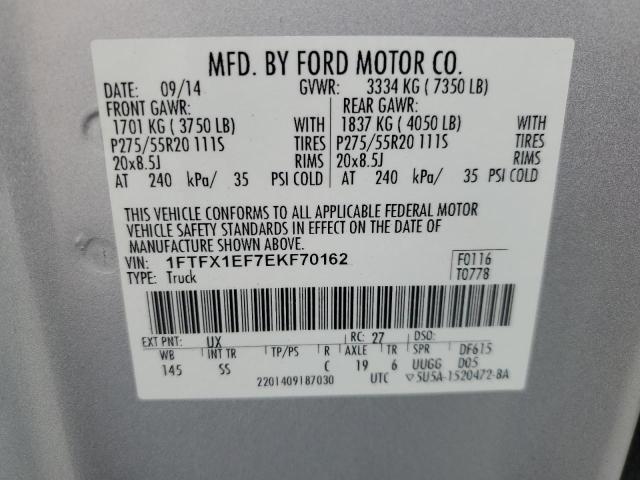 MFD. BY FORD MOTOR CO.
DATE: 09/14 GVWR: 3334 KG ( 7350 LB)
FRONT GAWR: REAR GAWR:
1701 KG ( 3750 LB) WITH 1837 KG ( 4050 LB) WITH
P275/55R20 111S TIRES P275/55R20 111S TIRES
20x8.5J RIMS 20x8.5J RIMS
AT 240 kPa/ 35 PSI COLD AT 240 kPa/ 35 PSI COLD
THIS VEHICLE CONFORMS TO ALL APPLICABLE FEDERAL MOTOR
VEHICLE SAFETY STANDARDS IN EFFECT ON THE DATE OF
MANUFACTURE SHOWN ABOVE.
VIN: 1FTFX1EF7EKF70162 F0116
TYPE: Truck T0778
EXT PNT: UX RC: 27 DSO:
WB INT TR TP/PS R AXLE TR SPR DF615
145 SS C 19 6 UUGG D05
2201409187030 UTC ▽5U5A-1520472-BA